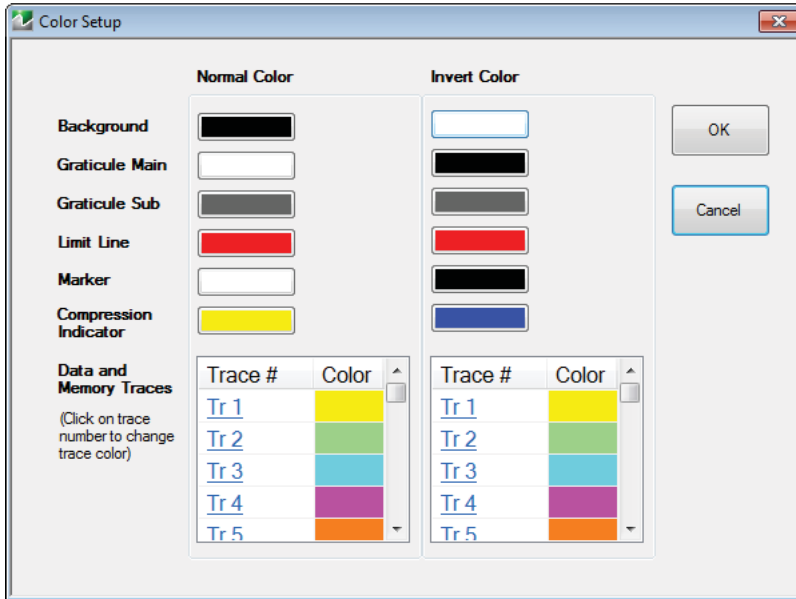 Color Setup
Normal Color
Invert Color
Background
Graticule Main
Graticule Sub
Limit Line
Marker
Compression
Indicator
Data and
Memory Traces
(Click on trace
number to change
trace color)
Trace # Color
Tr 1
Tr 2
Tr 3
Tr 4
Tr 5
Trace # Color
Tr 1
Tr 2
Tr 3
Tr 4
Tr 5
OK
Cancel